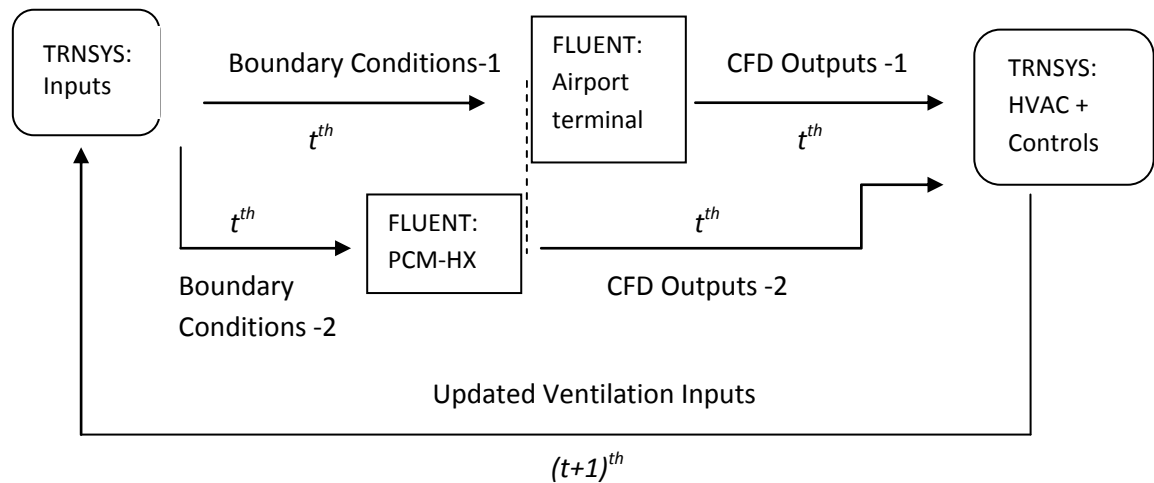 TRNSYS:
Inputs
Boundary Conditions-1
t^th
FLUENT:
Airport
terminal
CFD Outputs -1
t^th
TRNSYS:
HVAC +
Controls
t^th
Boundary
Conditions -2
FLUENT:
PCM-HX
t^th
CFD Outputs -2
Updated Ventilation Inputs
(t+1)^th